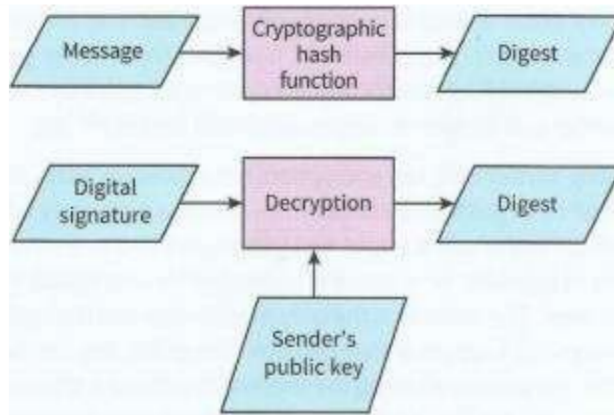 Message
Cryptographic
hash
function
Digest
Digital
signature
Decryption
Digest
Sender's
public key